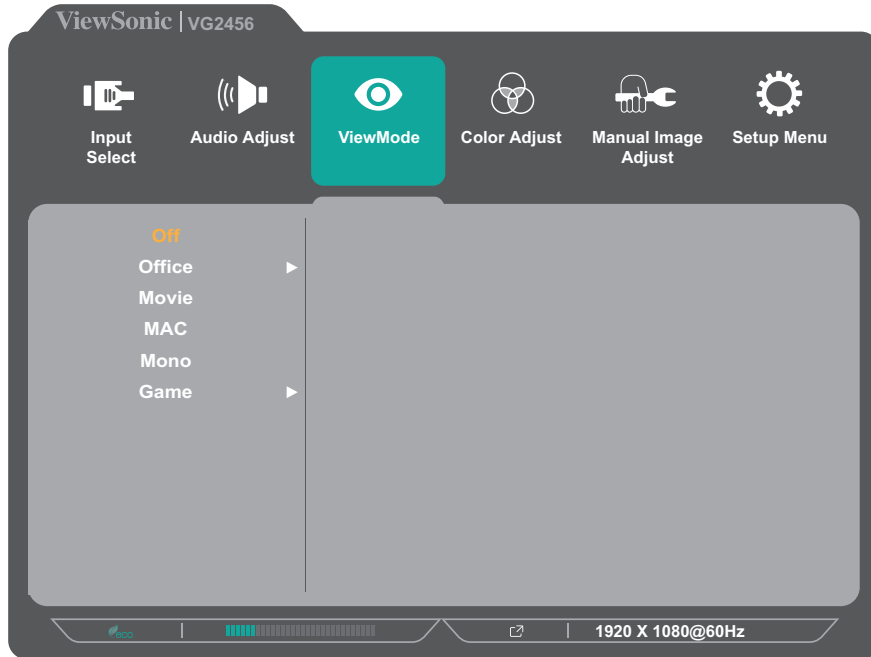 ViewSonic | VG2456
Input Select
Audio Adjust
ViewMode
Color Adjust
Manual Image Adjust
Setup Menu
Off
Office
Movie
MAC
Mono
Game
eco
1920 X 1080@60Hz